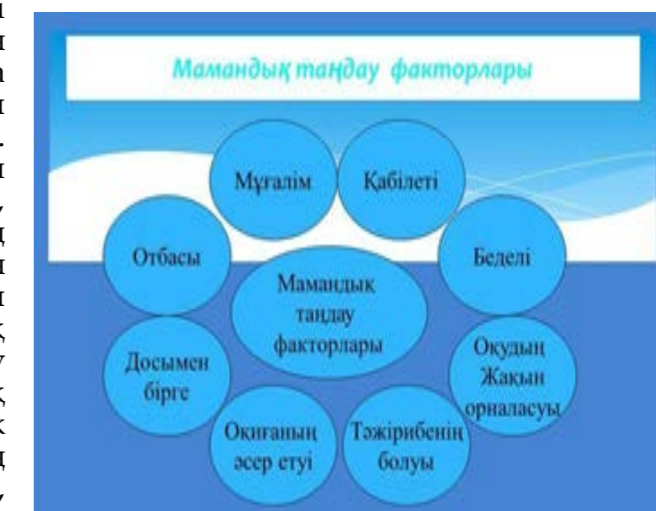 Мамандық таңдау факторлары
Мұғалім
Қабілеті
Отбасы
Беделі
Мамандық
таңдау
факторлары
Досымен
бірге
Оқудың
Жақын
орналасуы
Оқиғаның
әсер етуі
Тәжірибенің
болуы